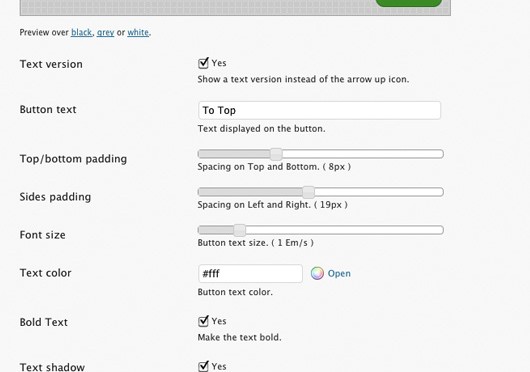 Preview over black, grey or white.
Text version
Yes
Show a text version instead of the arrow up icon.
Button text
To Top
Text displayed on the button.
Top/bottom padding
Spacing on Top and Bottom. ( 8px )
Sides padding
Spacing on Left and Right. ( 19px )
Font size
Button text size. ( 1 Em/s )
Text color
#fff
Open
Button text color.
Bold Text
Yes
Make the text bold.
Text shadow
Yes